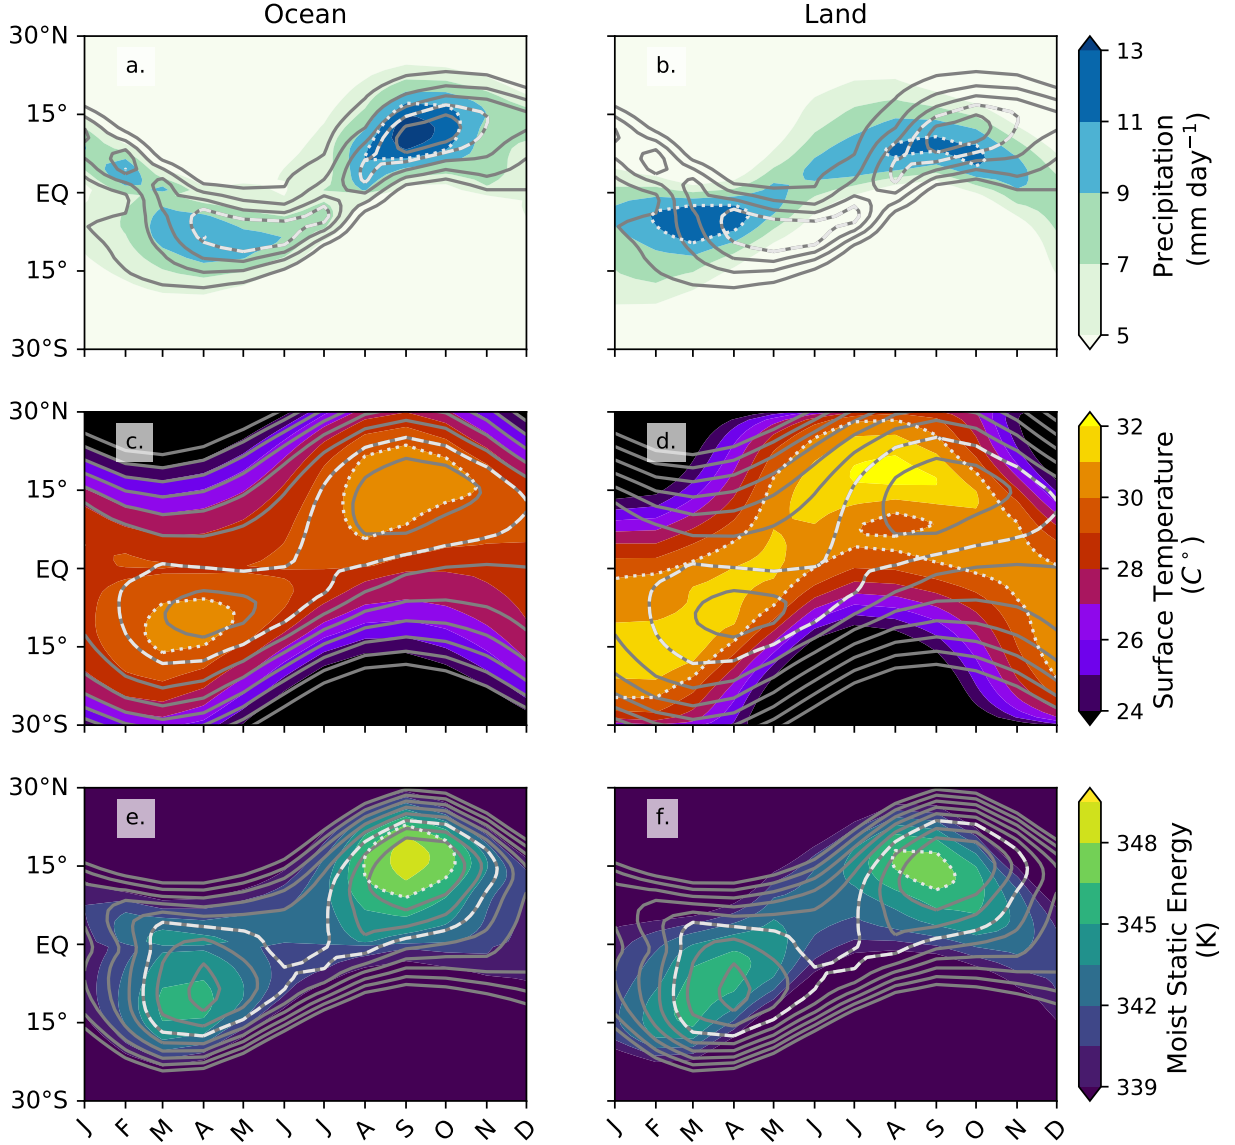 Ocean
Land
30°N
15°
EQ
15°
30°S
a.
b.
13
11
9
7
5
Precipitation
(mm day⁻¹)
30°N
15°
EQ
15°
30°S
c.
d.
32
30
28
26
24
Surface Temperature
(C°)
30°N
15°
EQ
15°
30°S
e.
f.
348
345
342
339
Moist Static Energy
(K)
J F M A M J J A S O N D
J F M A M J J A S O N D